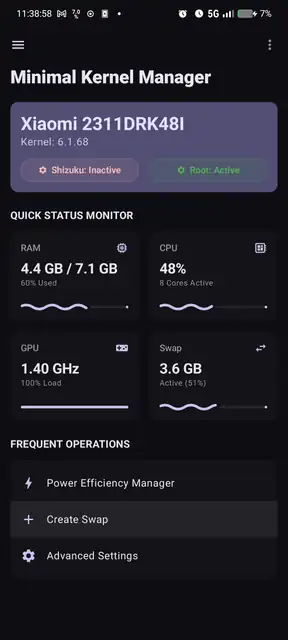 11:38:58 7.0 5G 7%
Minimal Kernel Manager
Xiaomi 2311DRK48I
Kernel: 6.1.68
Shizuku: Inactive Root: Active
QUICK STATUS MONITOR
RAM CPU
4.4 GB / 7.1 GB 48%
60% Used 8 Cores Active
GPU Swap
1.40 GHz 3.6 GB
100% Load Active (51%)
FREQUENT OPERATIONS
Power Efficiency Manager
Create Swap
Advanced Settings